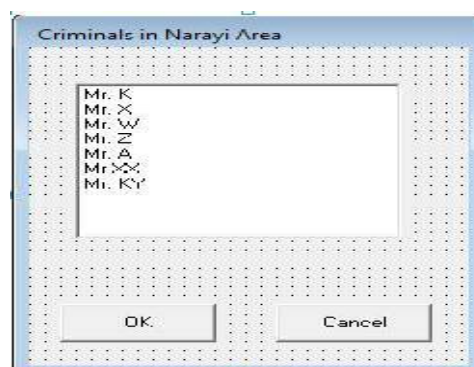 Criminals in Narayi Area
Mr. K
Mr. X
Mr. W
Mr. Z
Mr. A
Mr XX
Mr. KY
OK
Cancel